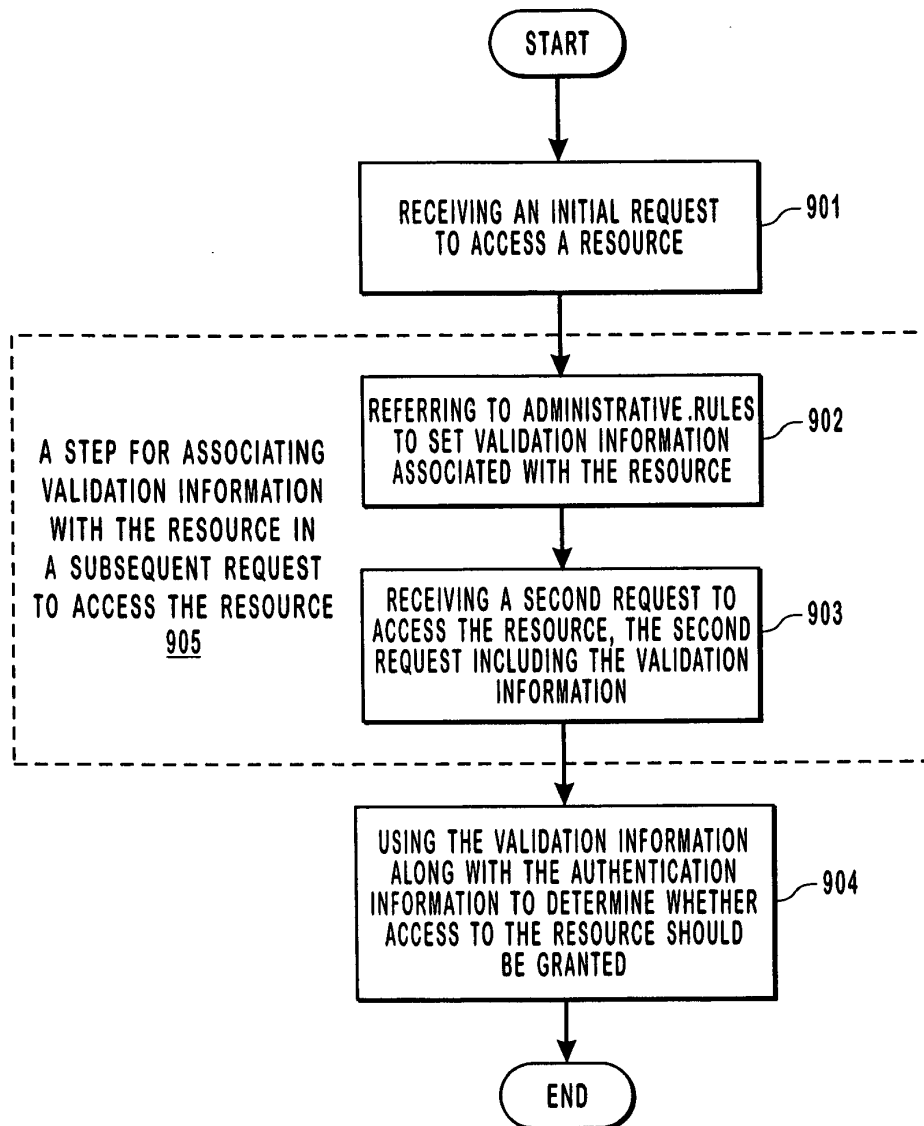 START
RECEIVING AN INITIAL REQUEST
TO ACCESS A RESOURCE
901
REFERRING TO ADMINISTRATIVE.RULES
TO SET VALIDATION INFORMATION
ASSOCIATED WITH THE RESOURCE
902
A STEP FOR ASSOCIATING
VALIDATION INFORMATION
WITH THE RESOURCE IN
A SUBSEQUENT REQUEST
TO ACCESS THE RESOURCE
905
RECEIVING A SECOND REQUEST TO
ACCESS THE RESOURCE, THE SECOND
REQUEST INCLUDING THE VALIDATION
INFORMATION
903
USING THE VALIDATION INFORMATION
ALONG WITH THE AUTHENTICATION
INFORMATION TO DETERMINE WHETHER
ACCESS TO THE RESOURCE SHOULD
BE GRANTED
904
END